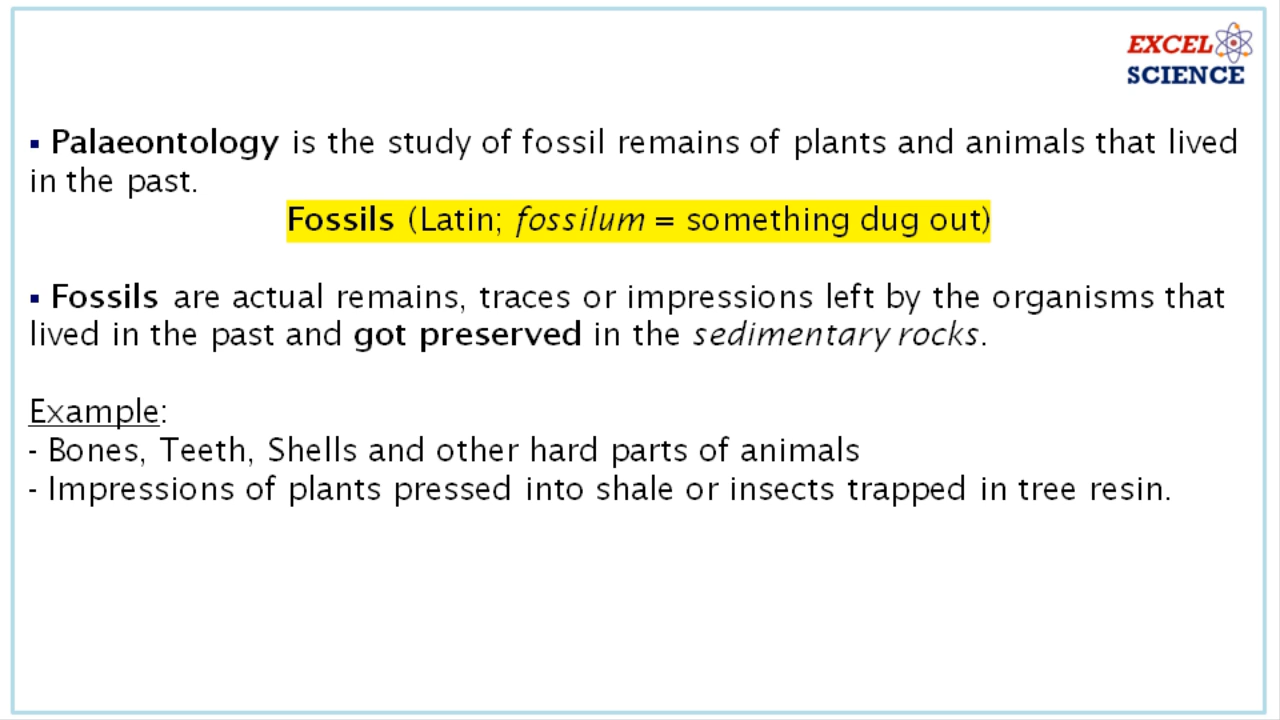 EXCEL
SCIENCE
▪ Palaeontology is the study of fossil remains of plants and animals that lived
in the past.
Fossils (Latin; fossilum = something dug out)
▪ Fossils are actual remains, traces or impressions left by the organisms that
lived in the past and got preserved in the sedimentary rocks.
Example:
- Bones, Teeth, Shells and other hard parts of animals
- Impressions of plants pressed into shale or insects trapped in tree resin.